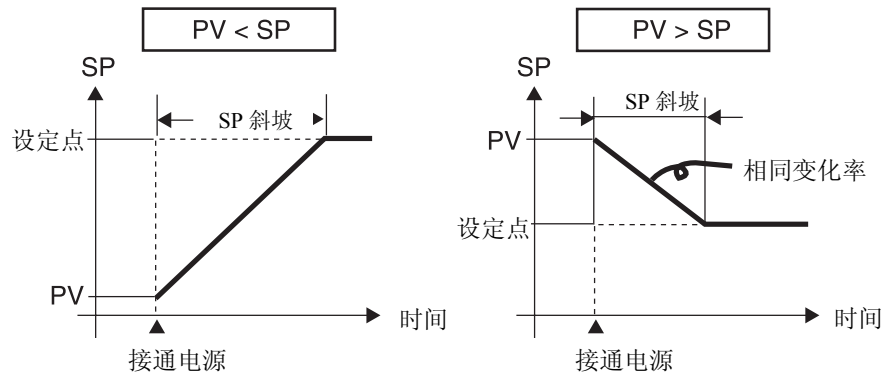 PV < SP
SP
SP 斜坡
设定点
PV
时间
接通电源
PV > SP
SP
SP 斜坡
PV
相同变化率
设定点
时间
接通电源